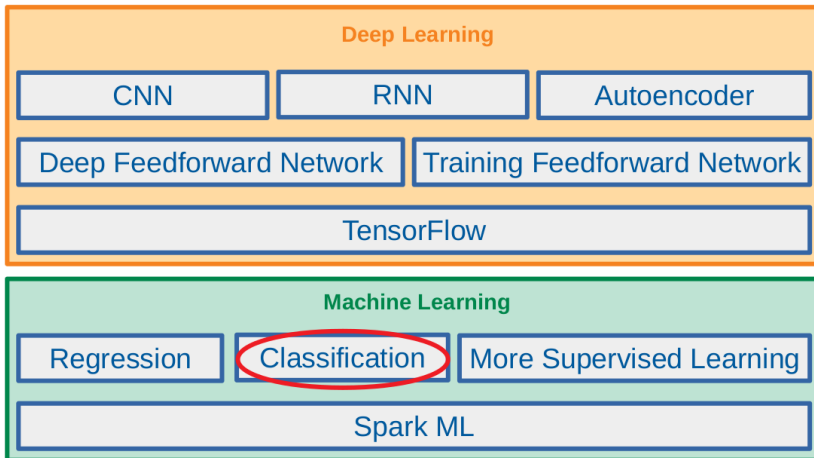 Deep Learning
CNN RNN Autoencoder
Deep Feedforward Network Training Feedforward Network
TensorFlow
Machine Learning
Regression Classification More Supervised Learning
Spark ML